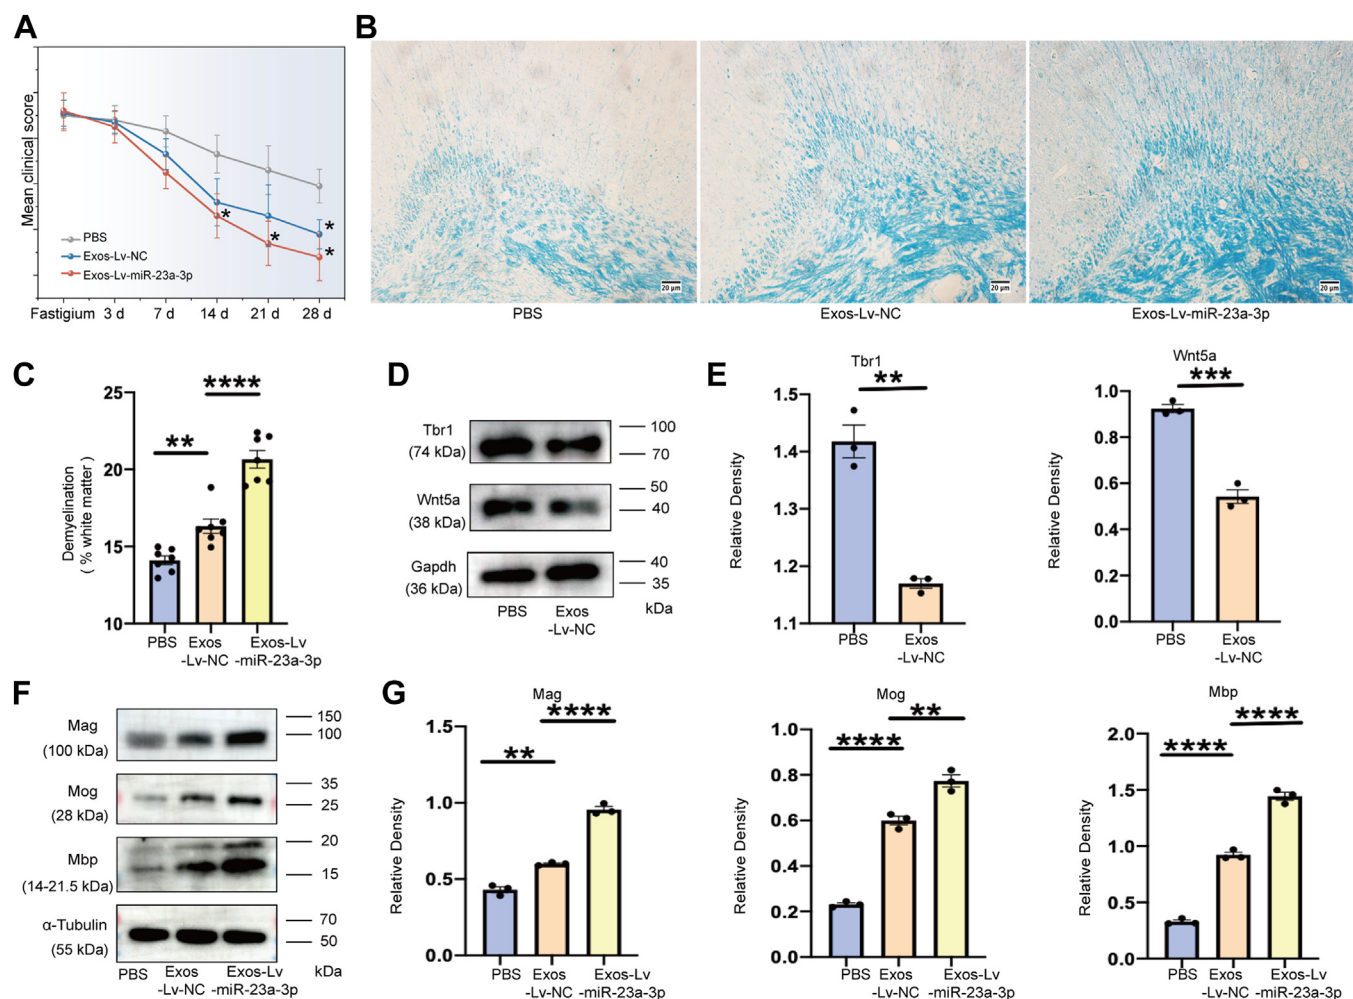 A
Mean clinical score
PBS
Exos-Lv-NC
Exos-Lv-miR-23a-3p
Fastigium 3 d 7 d 14 d 21 d 28 d
* * * *
B
20 μm
20 μm
20 μm
PBS
Exos-Lv-NC
Exos-Lv-miR-23a-3p
C
Demyelination
( % white matter )
25
20
15
10
**
****
PBS Exos Exos-Lv
-Lv-NC -miR-23a-3p
D
Tbr1
(74 kDa)
100
70
Wnt5a
(38 kDa)
50
40
Gapdh
(36 kDa)
40
35
PBS Exos kDa
-Lv-NC
E
Tbr1
**
Relative Density
1.5
1.4
1.3
1.2
1.1
PBS Exos
-Lv-NC
Wnt5a
***
Relative Density
1.0
0.8
0.6
0.4
0.2
0.0
PBS Exos
-Lv-NC
F
Mag
(100 kDa)
150
100
Mog
(28 kDa)
35
25
Mbp
(14-21.5 kDa)
20
15
α-Tubulin
(55 kDa)
70
50
PBS Exos Exos-Lv kDa
-Lv-NC -miR-23a-3p
G
Mag
****
**
Relative Density
1.5
1.0
0.5
0.0
PBS Exos Exos-Lv
-Lv-NC -miR-23a-3p
Mog
**
****
Relative Density
1.0
0.8
0.6
0.4
0.2
0.0
PBS Exos Exos-Lv
-Lv-NC -miR-23a-3p
Mbp
****
****
Relative Density
2.0
1.5
1.0
0.5
0.0
PBS Exos Exos-Lv
-Lv-NC -miR-23a-3p